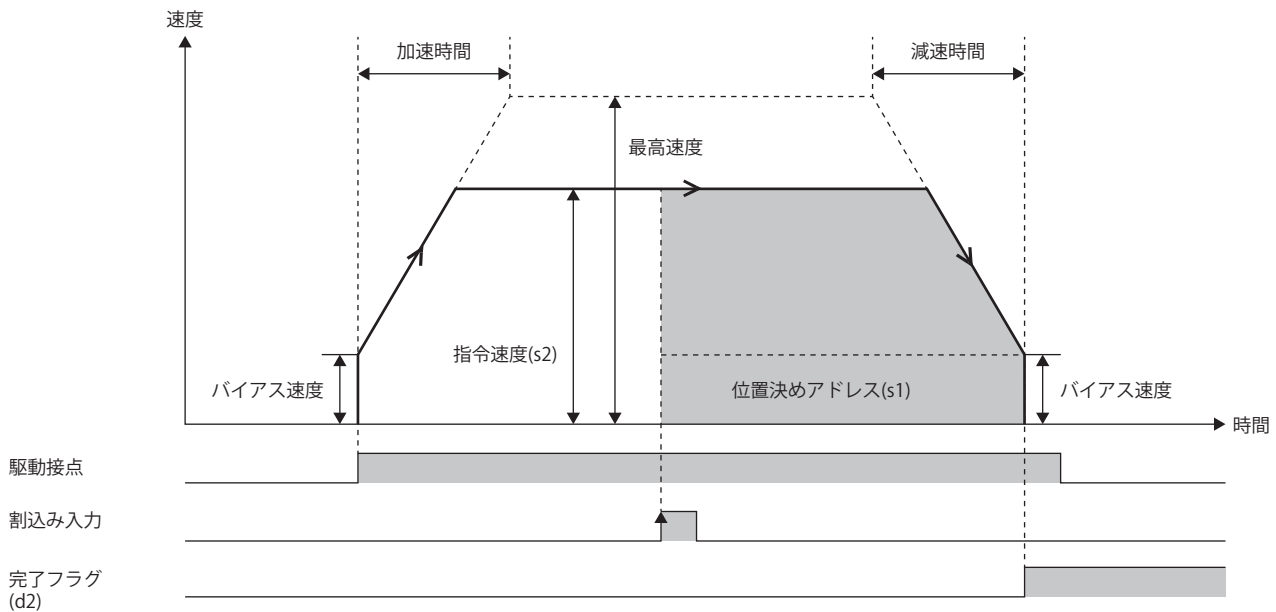 速度
加速時間
減速時間
最高速度
指令速度(s2)
バイアス速度
位置決めアドレス(s1)
バイアス速度
時間
駆動接点
割込み入力
完了フラグ
(d2)